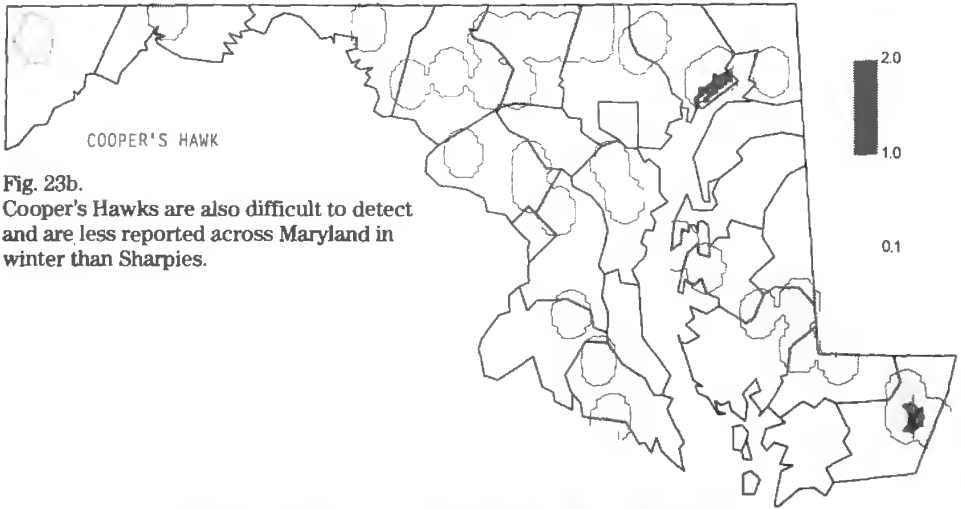 2.0
COOPER'S HAWK
1.0
Fig. 23b.
Cooper's Hawks are also difficult to detect
and are less reported across Maryland in
winter than Sharpies.
0.1